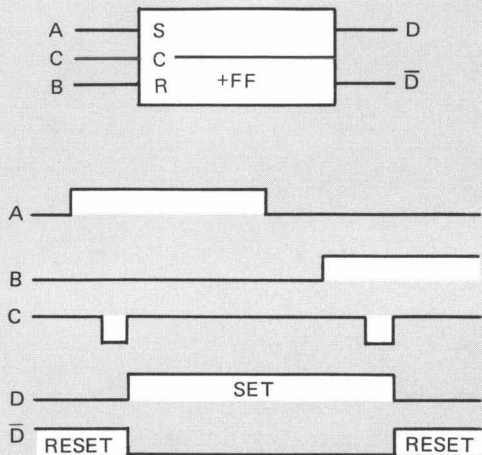 A S D
C C
B R +FF D̅
A
B
C
D SET
D̅ RESET RESET